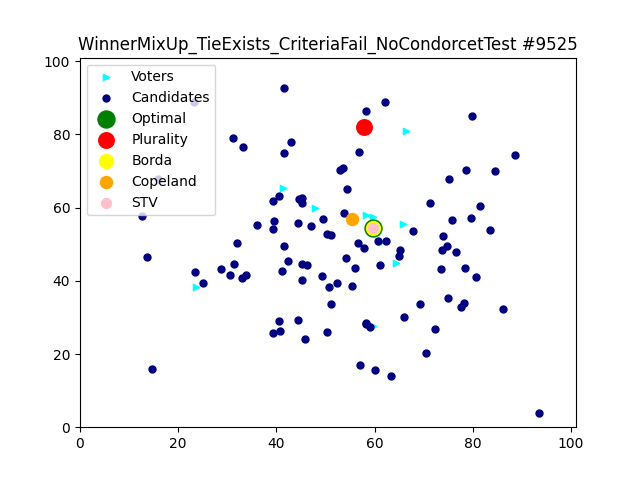 WinnerMixUp_TieExists_CriteriaFail_NoCondorcetTest #9525
100
80
60
40
20
0
Voters
Candidates
Optimal
Plurality
Borda
Copeland
STV
0 20 40 60 80 100